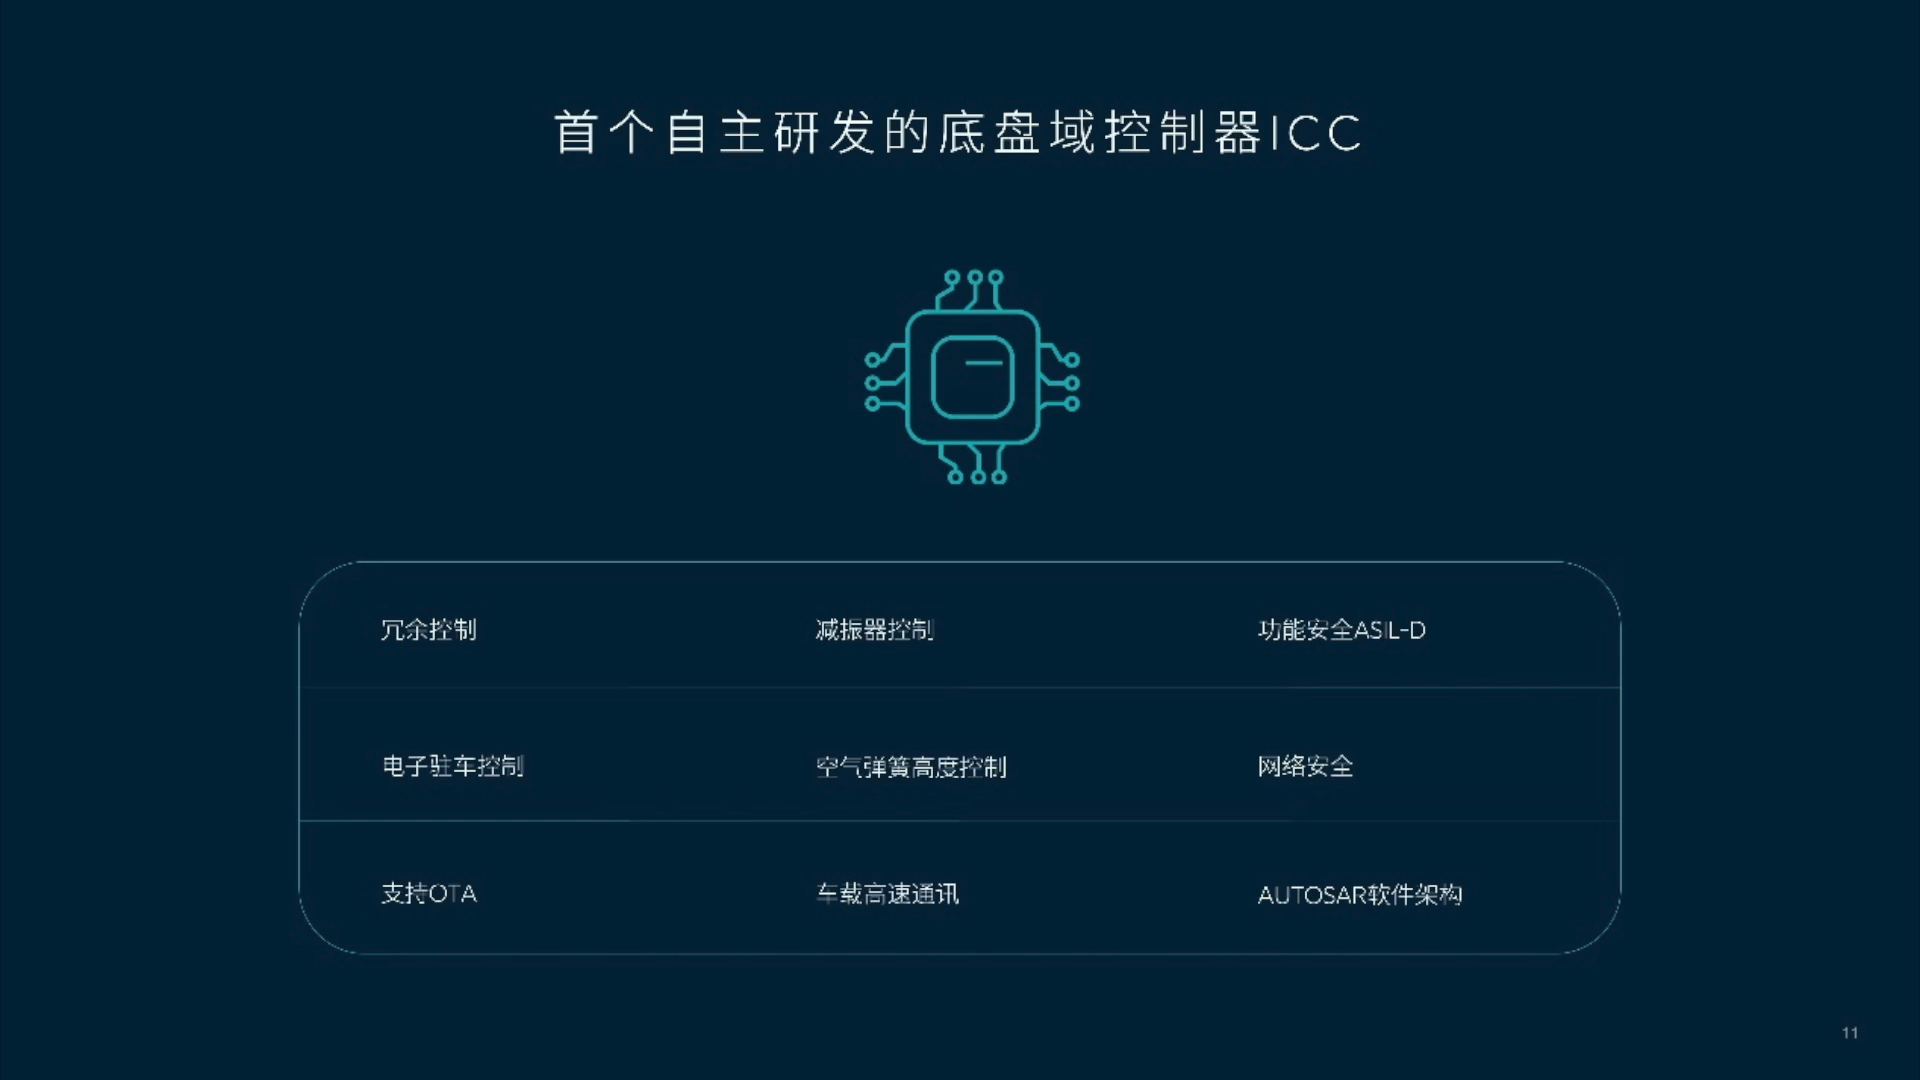 首个自主研发的底盘域控制器ICC
冗余控制
减振器控制
功能安全ASIL-D
电子驻车控制
空气弹簧高度控制
网络安全
支持OTA
车载高速通讯
AUTOSAR软件架构
11